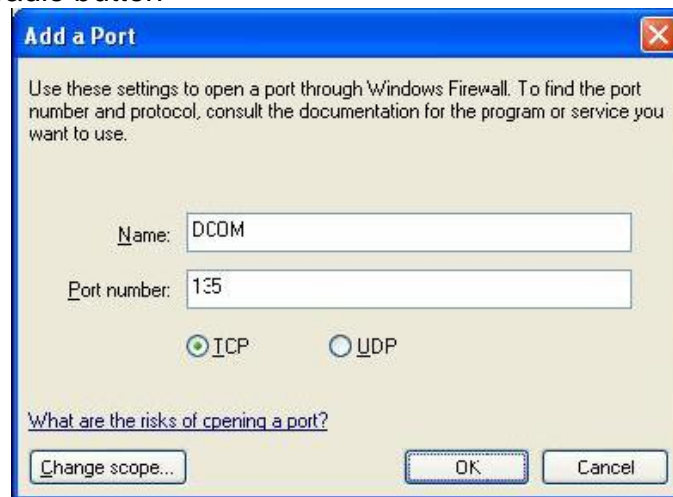 adio button
Add a Port
Use these settings to open a port through Windows Firewall. To find the port
number and protocol, consult the documentation for the program or service you
want to use.
Name: DCOM
Port number: 135
TCP UDP
What are the risks of opening a port?
Change scope... OK Cancel